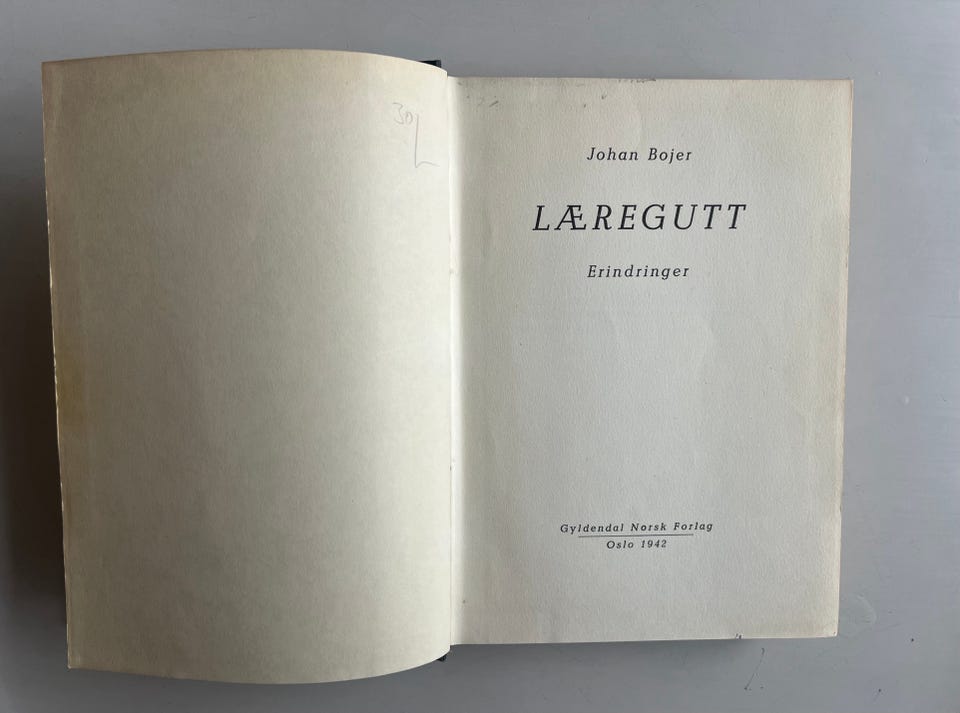 30
Johan Bojer
LÆREGUTT
Erindringer
Gyldendal Norsk Forlag
Oslo 1942